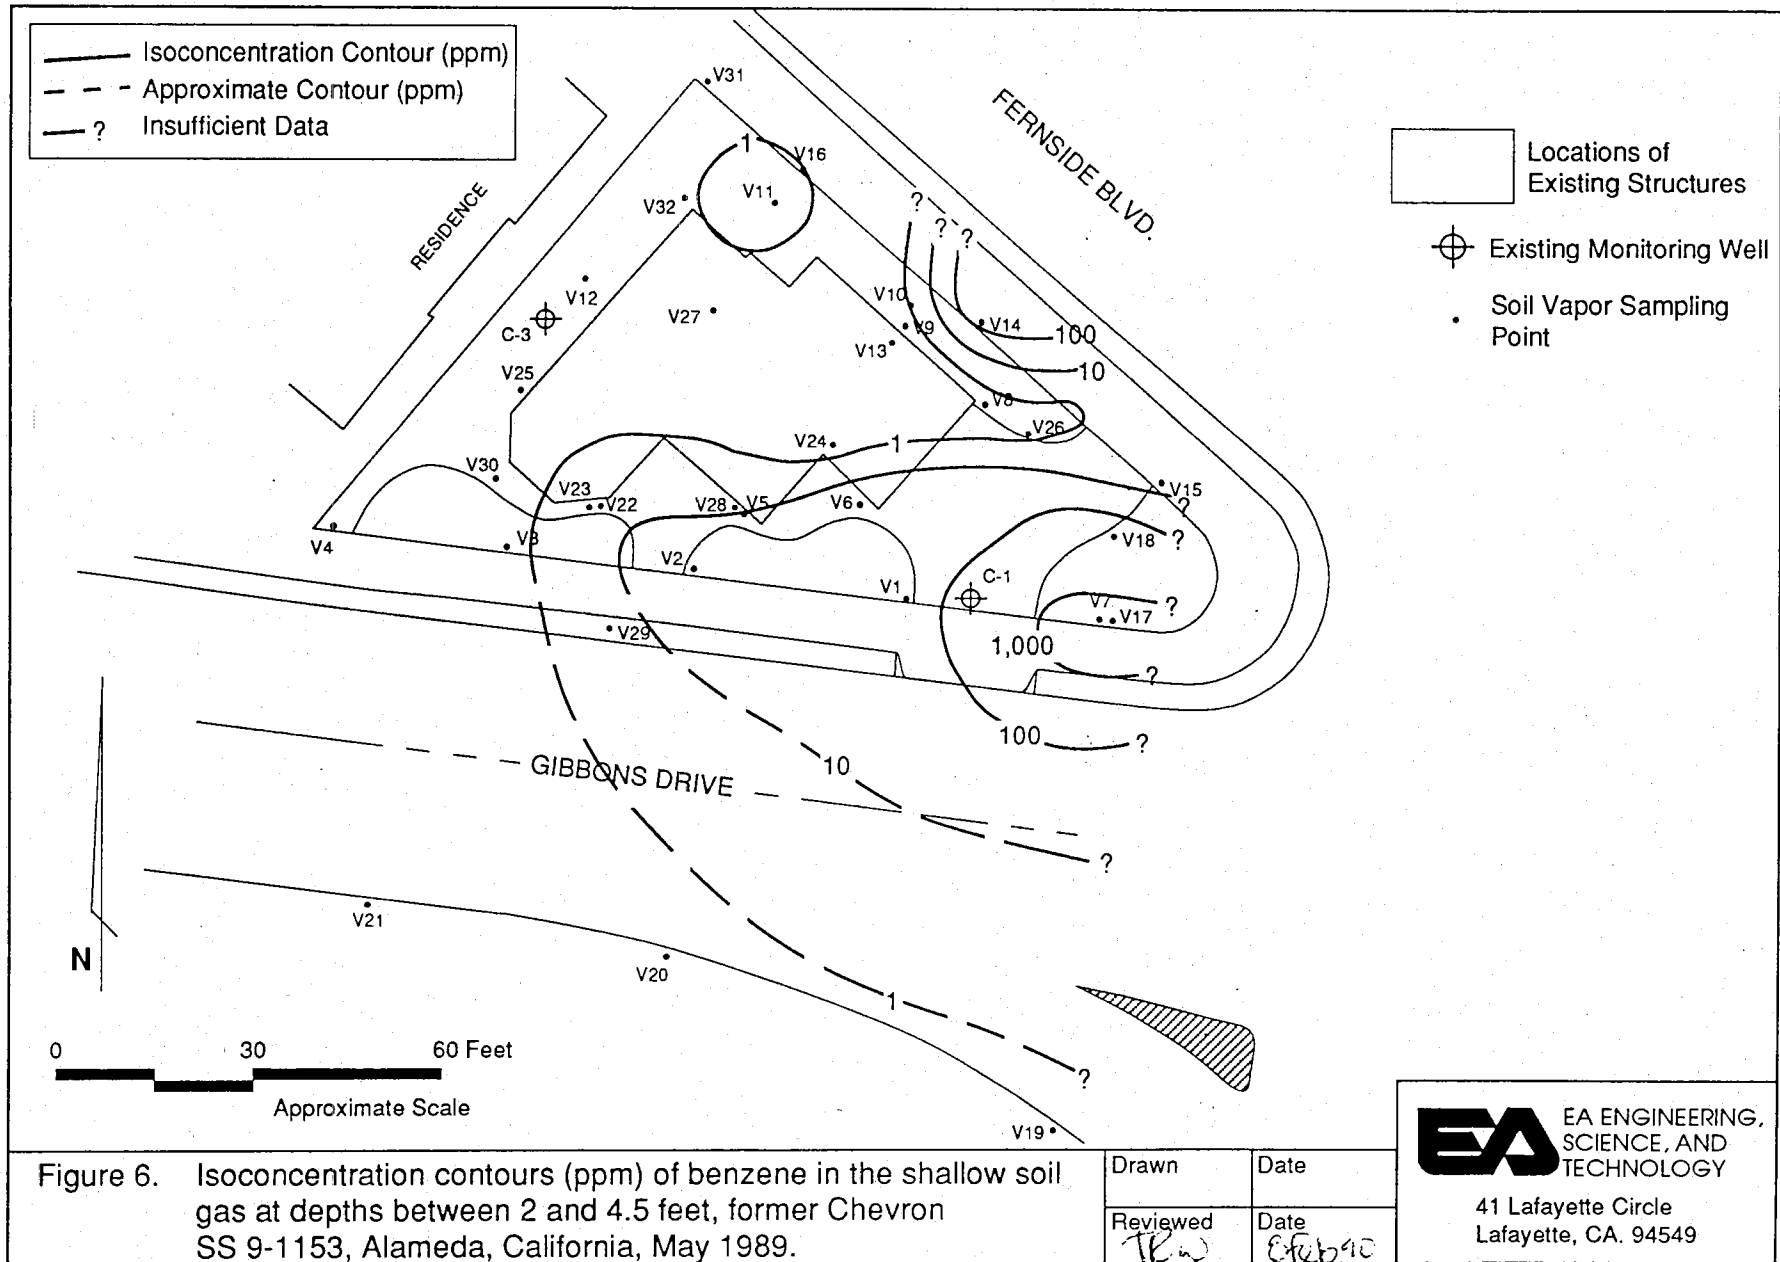 Isoconcentration Contour (ppm)
Approximate Contour (ppm)
? Insufficient Data
RESIDENCE
FERNSIDE BLVD.
Locations of
Existing Structures
Existing Monitoring Well
Soil Vapor Sampling
Point
V31
1
V16
V11
V32
?
?
?
V12
C-3
V27
V10
V9
V14
100
V13
10
V25
V8
V26
V24
1
V30
V23
V22
V28
V5
V6
V15
?
V4
V3
V2
V18
?
C-1
V1
V7
V17
?
V29
1,000
?
100
?
GIBBONS DRIVE
10
?
V21
V20
N
1
?
V19
0 30 60 Feet
Approximate Scale
Figure 6. Isoconcentration contours (ppm) of benzene in the shallow soil
gas at depths between 2 and 4.5 feet, former Chevron
SS 9-1153, Alameda, California, May 1989.
Drawn
Date
Reviewed
Date
EA
EA ENGINEERING,
SCIENCE, AND
TECHNOLOGY
41 Lafayette Circle
Lafayette, CA. 94549